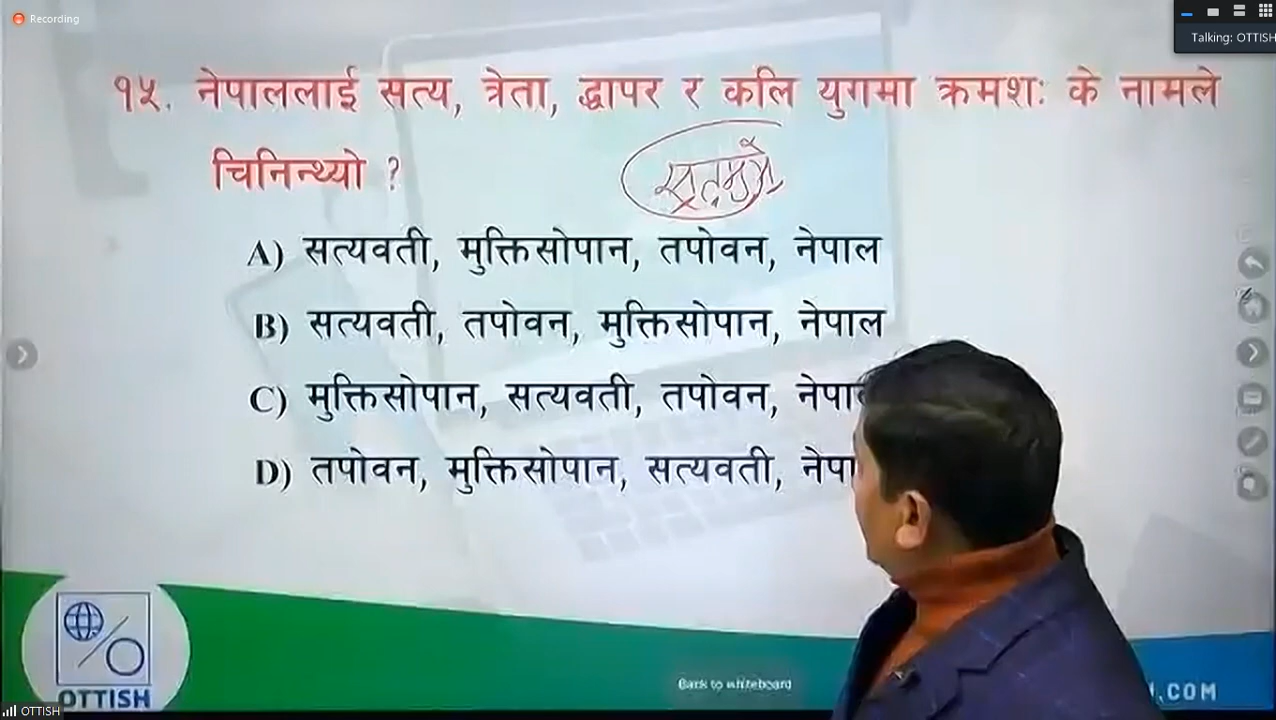 Recording
Talking: OTTISH
१५. नेपाललाई सत्य, त्रेता, द्धापर र कलि युगमा क्रमशः के नामले
चिनिन्थ्यो ?
A) सत्यवती, मुक्तिसोपान, तपोवन, नेपाल
B) सत्यवती, तपोवन, मुक्तिसोपान, नेपाल
C) मुक्तिसोपान, सत्यवती, तपोवन, नेपा
D) तपोवन, मुक्तिसोपान, सत्यवती, नेपा
OTTISH
Back to whiteboard
.COM
OTTISH